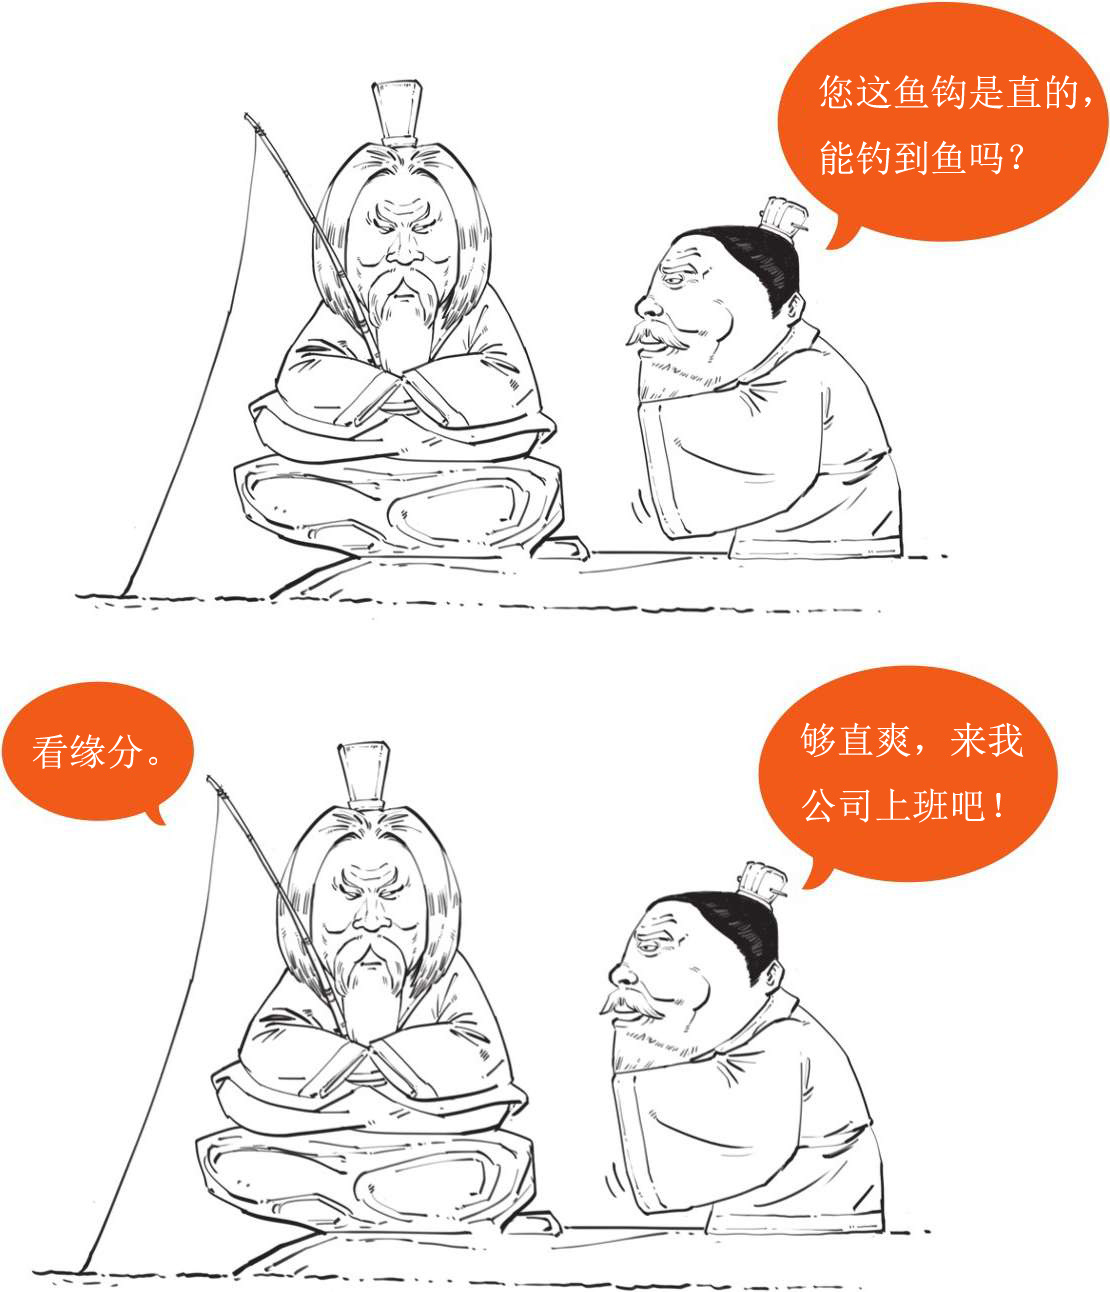 您这鱼钩是直的，
能钓到鱼吗？
看缘分。
够直爽，来我
公司上班吧！